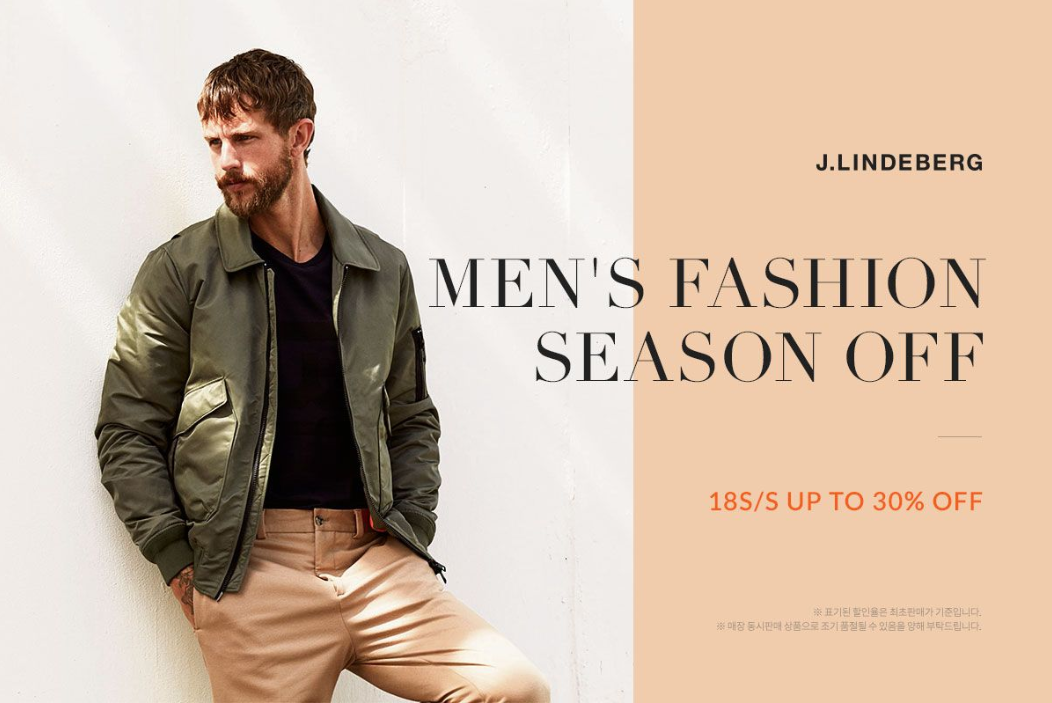 J.LINDEBERG
MEN'S FASHION
SEASON OFF
18S/S UP TO 30% OFF
※ 표기된 할인율은 최초판매가 기준입니다.
※ 매장 동시판매 상품으로 조기 품절될 수 있음을 양해 부탁드립니다.